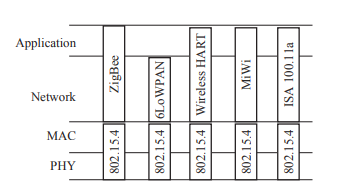 Application
Network
MAC
PHY
ZigBee
6LoWPAN
Wireless HART
MiWi
ISA 100.11a
802.15.4
802.15.4
802.15.4
802.15.4
802.15.4